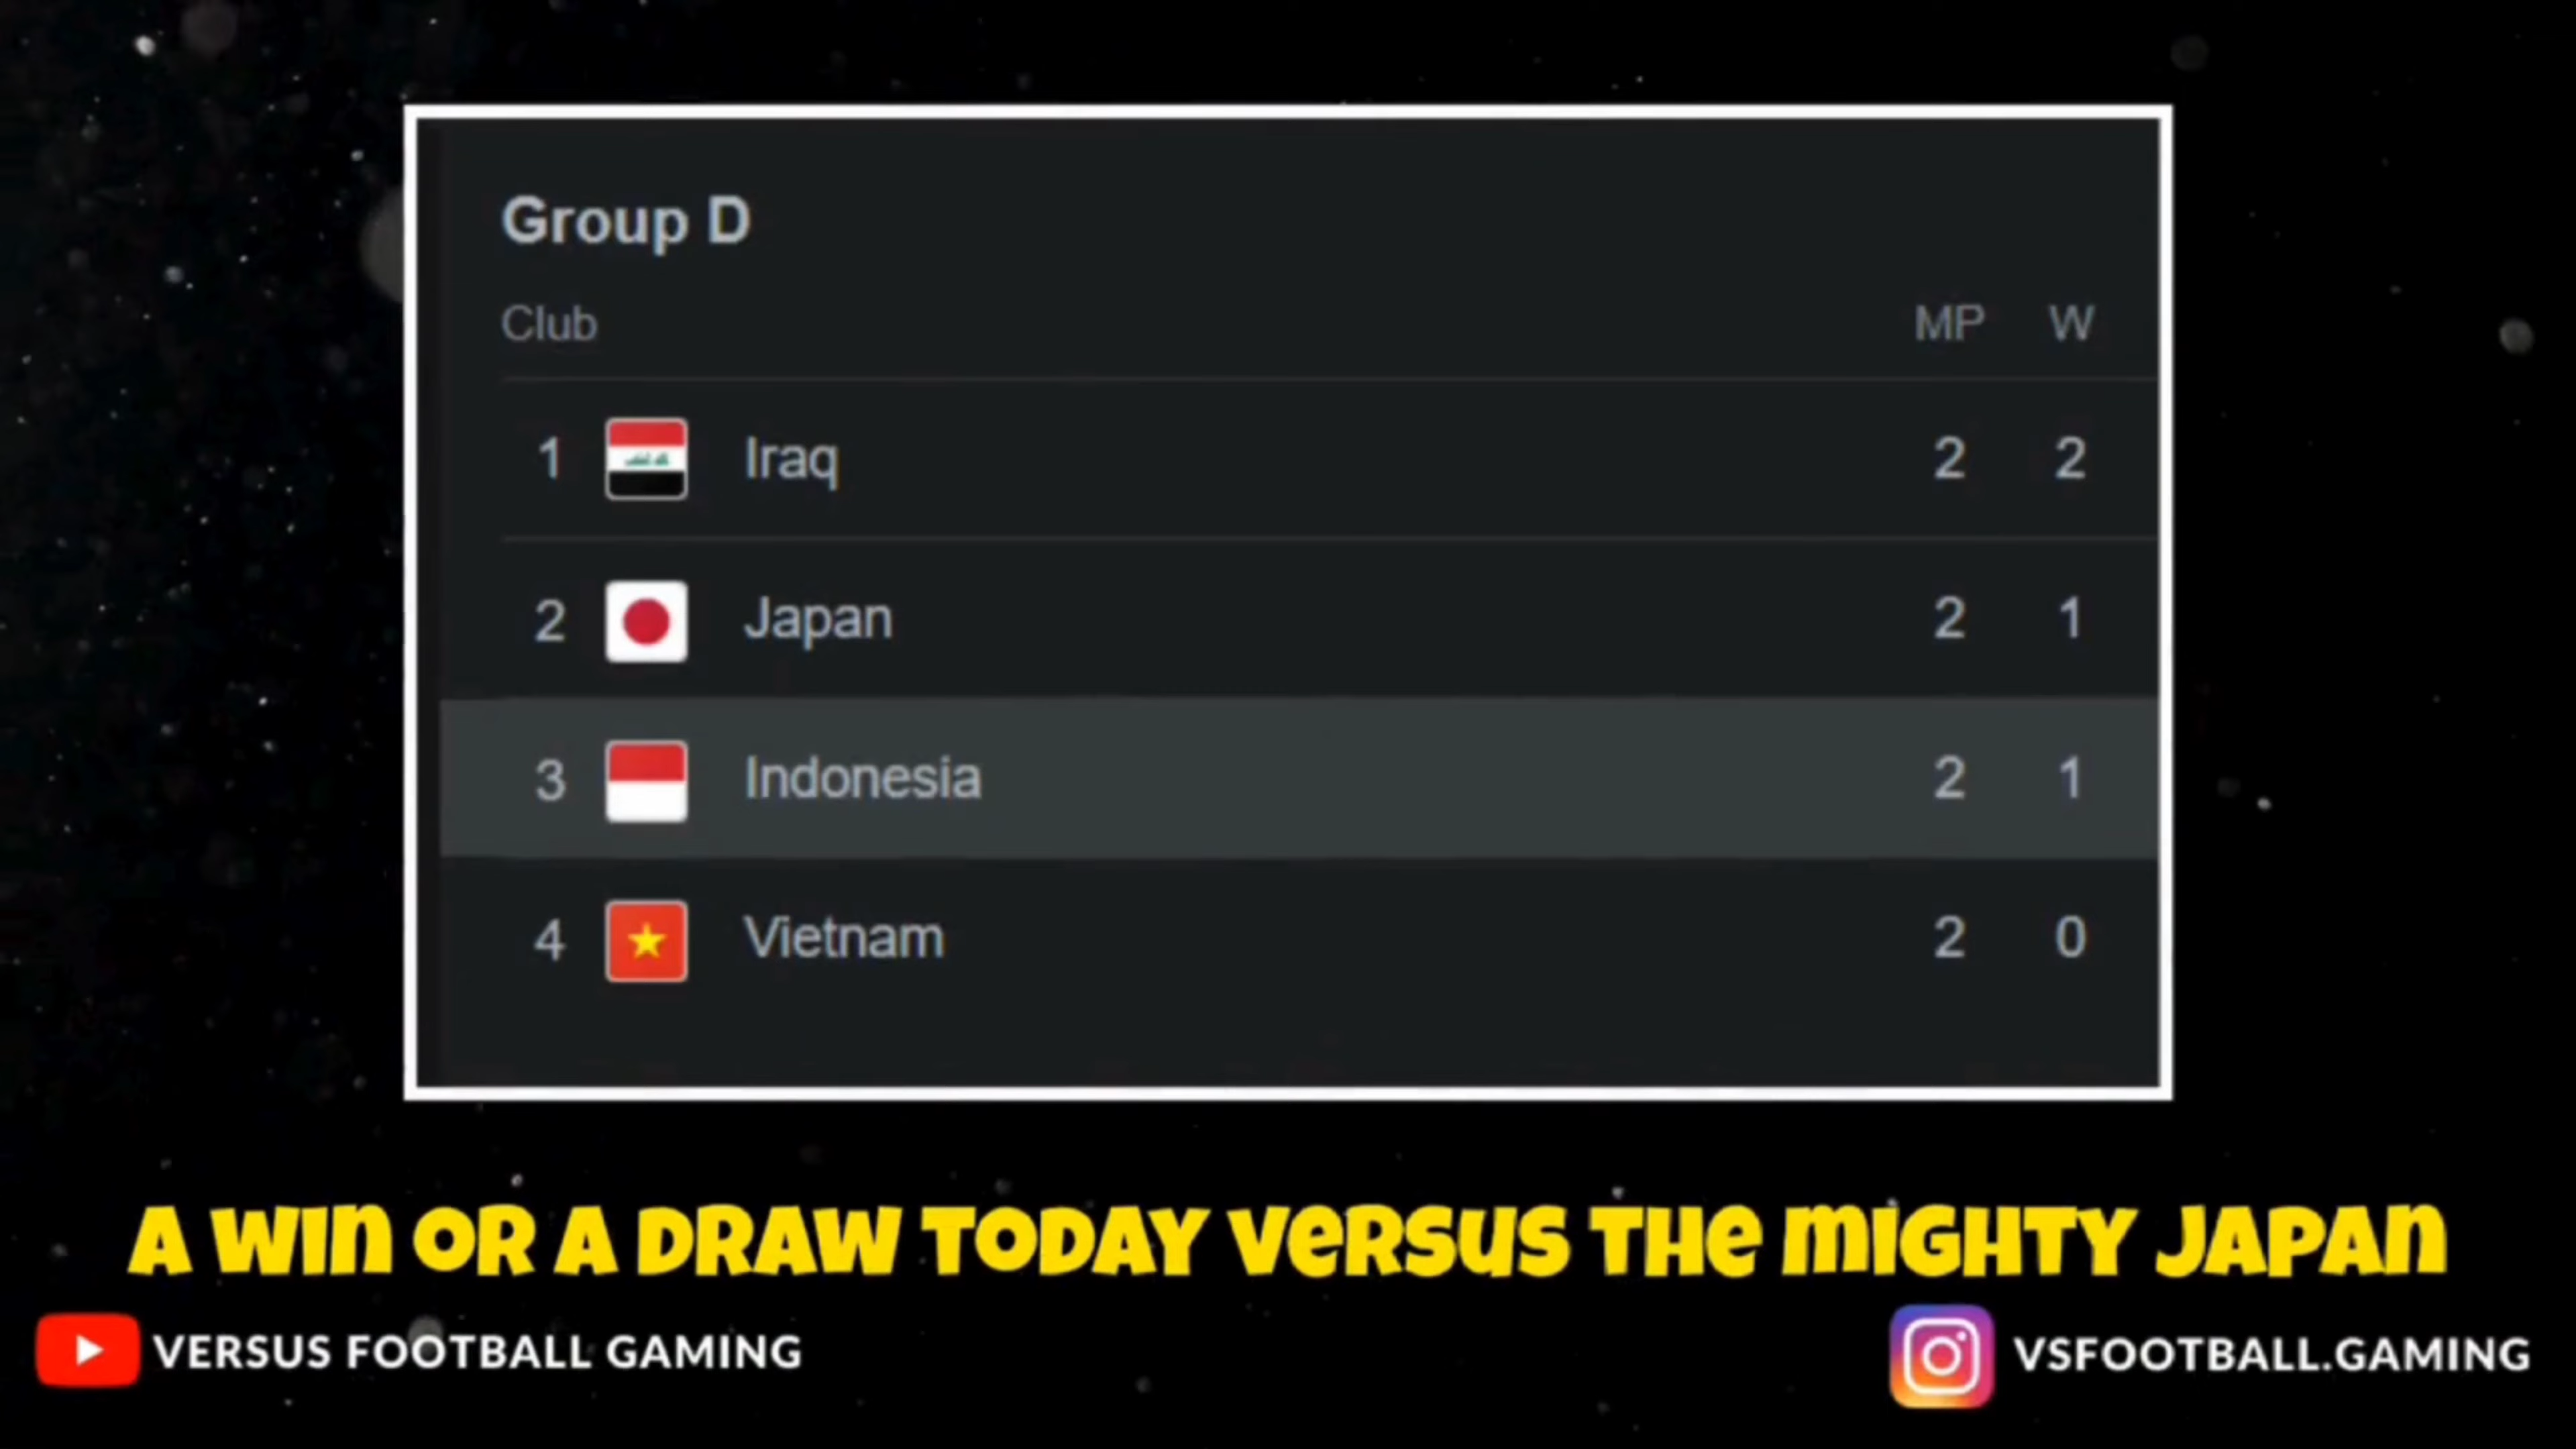 Group D
Club MP W
1 Iraq 2 2
2 Japan 2 1
3 Indonesia 2 1
4 Vietnam 2 0
A WIN OR A DRAW TODAY VERSUS THE MIGHTY JAPAN
VERSUS FOOTBALL GAMING
VSFOOTBALL.GAMING